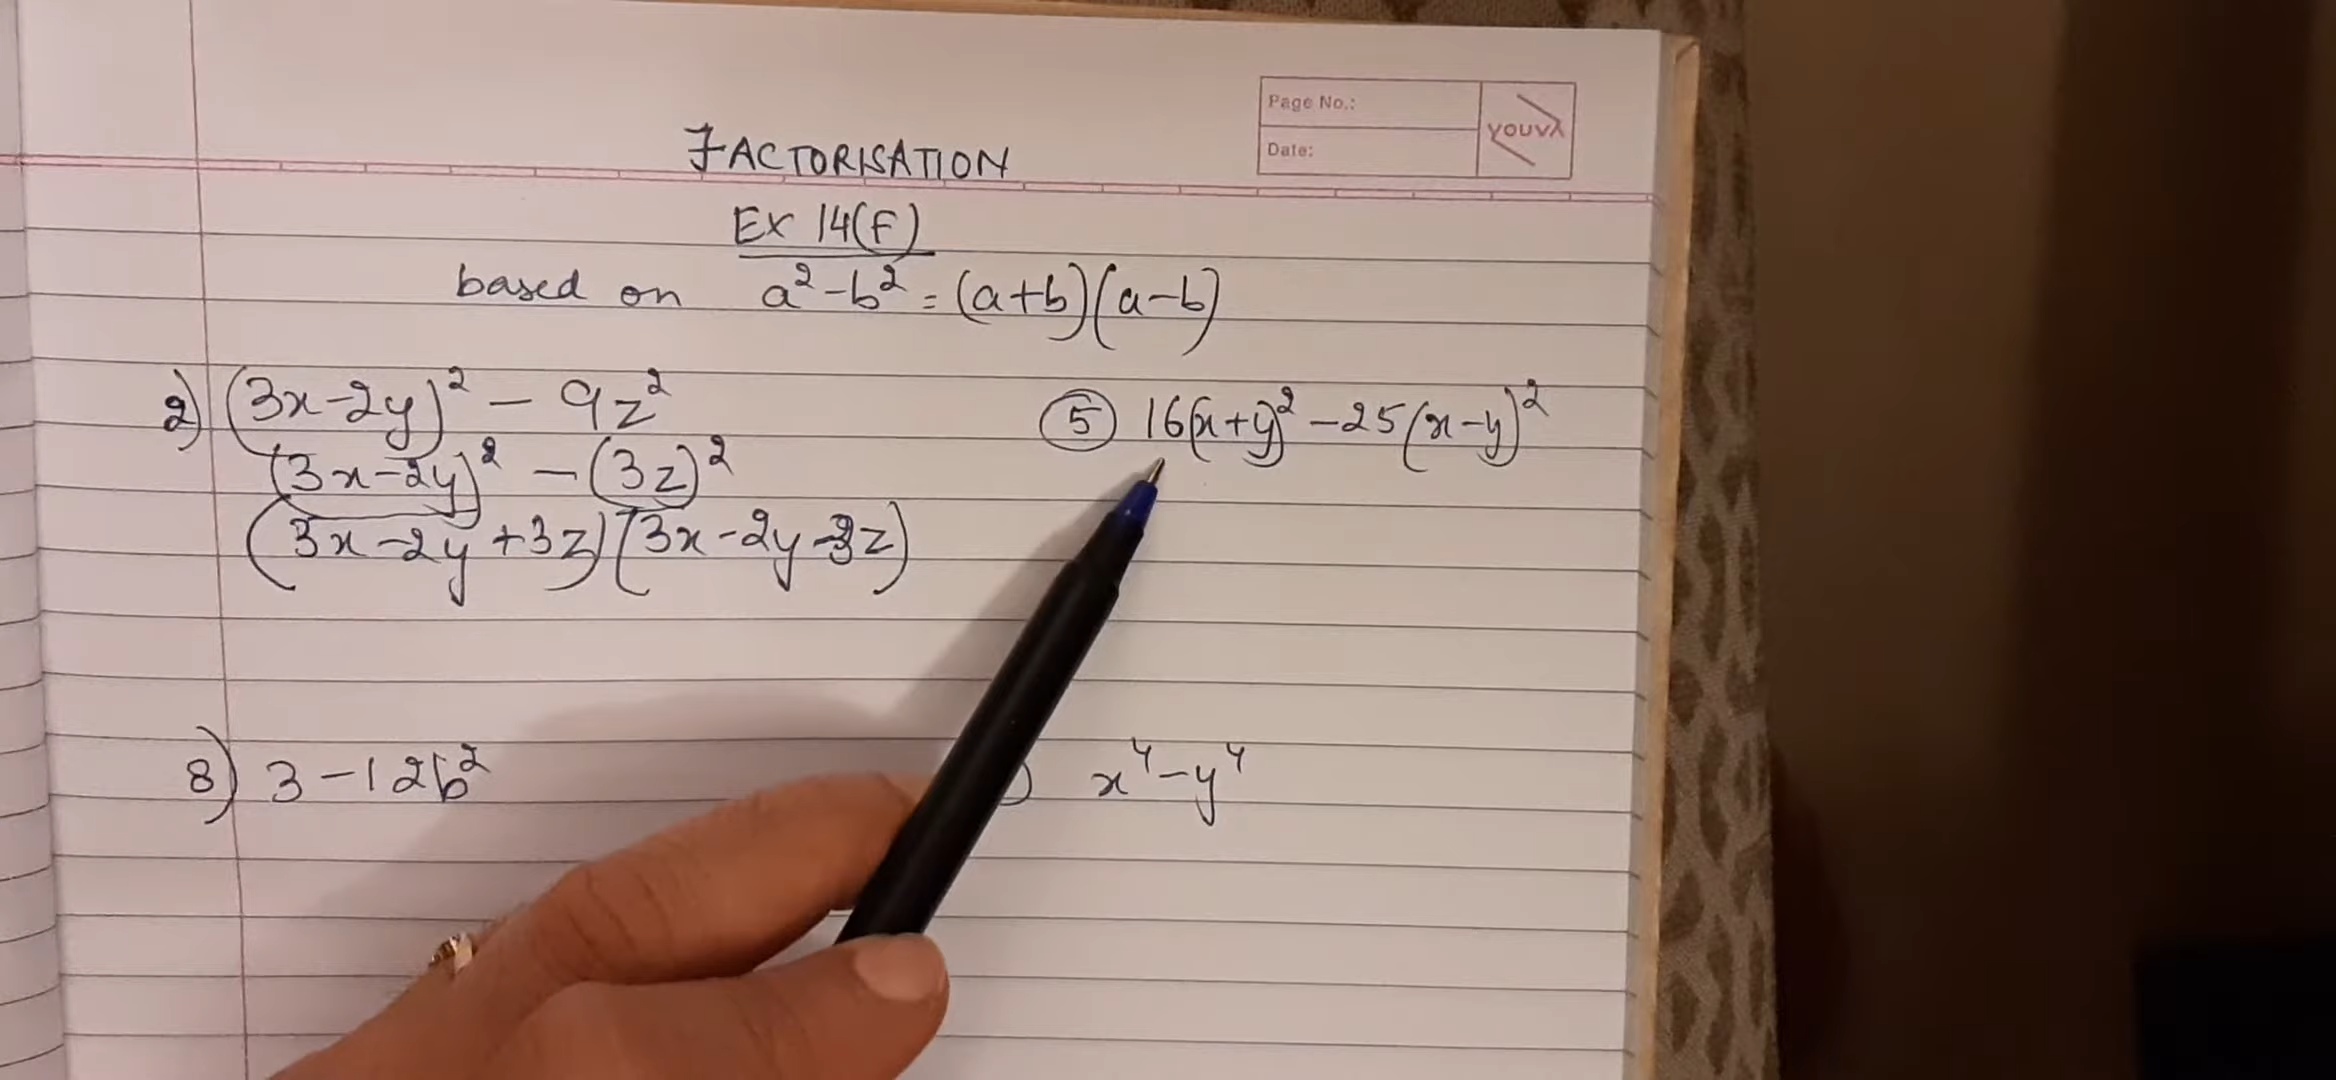 Page No.:
Date:
youva
FACTORISATION
Ex 14(F)
based on a² - b² = (a+b)(a-b)
2) (3x-2y)² - 9z²
(3x-2y)² - (3z)²
(3x-2y+3z)(3x-2y-3z)
⑤ 16(x+y)² - 25(x-y)²
8) 3 - 12b²
) x⁴ - y⁴